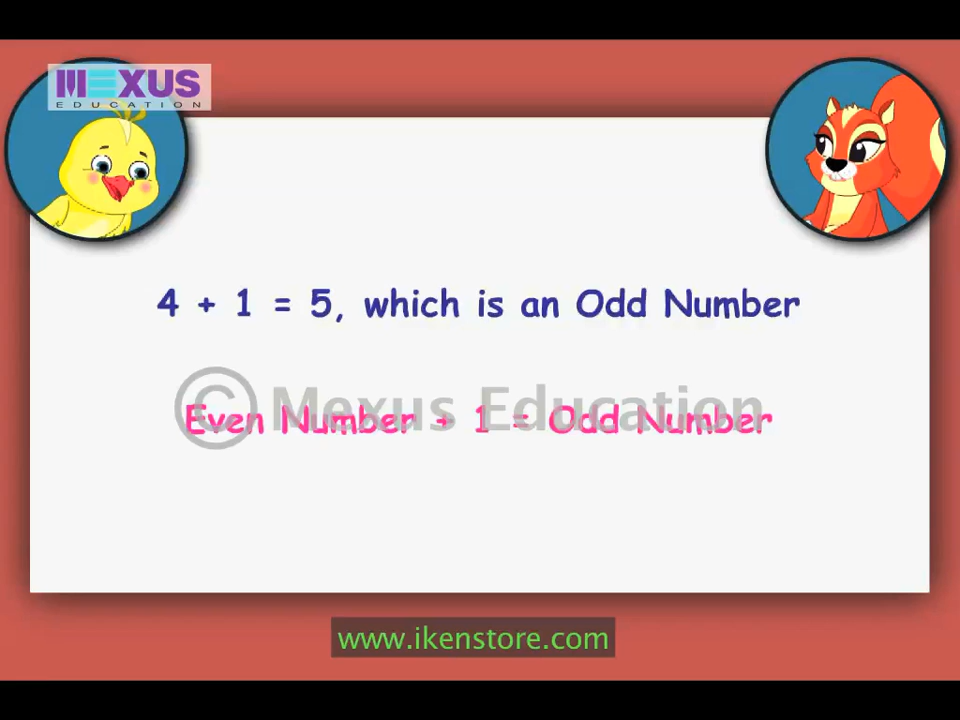 MEXUS
EDUCATION
4 + 1 = 5, which is an Odd Number
© Mexus Education
Even Number + 1 = Odd Number
www.ikenstore.com